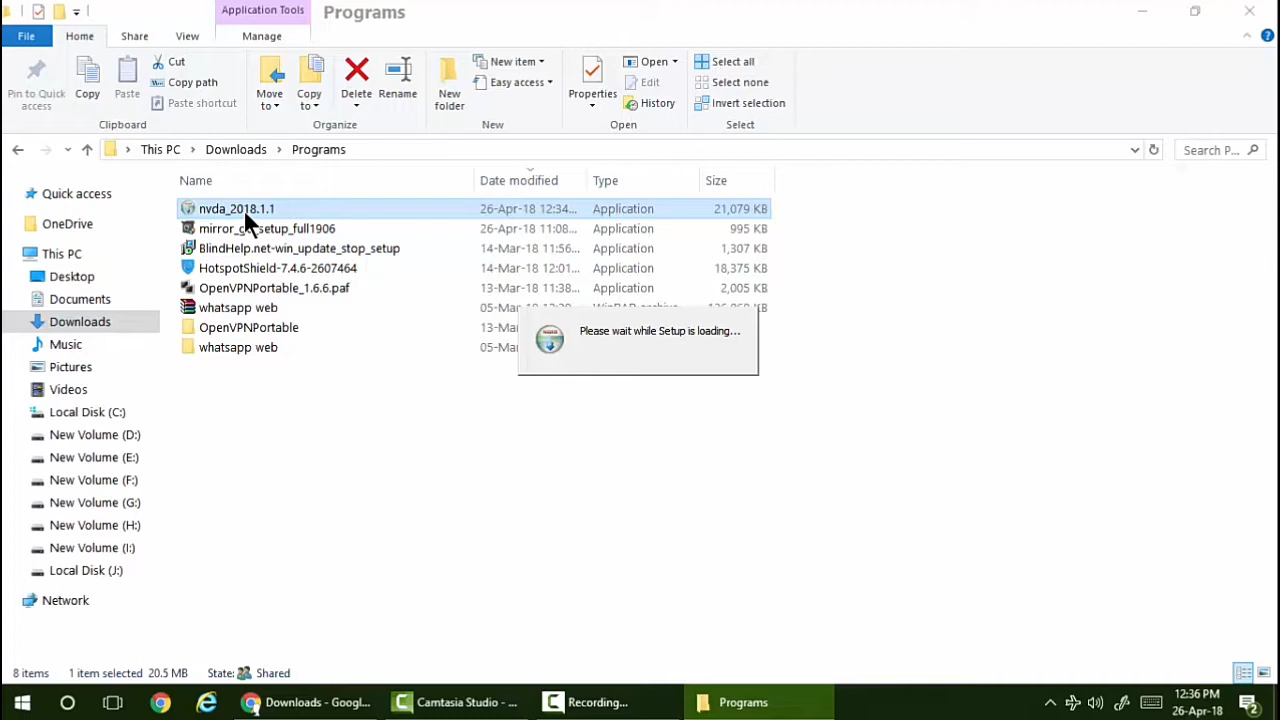 Application Tools
Programs
File
Home
Share
View
Manage
Pin to Quick access
Copy
Paste
Cut
Copy path
Paste shortcut
Clipboard
Move to
Copy to
Delete
Rename
Organize
New folder
New item
Easy access
New
Properties
Open
Edit
History
Open
Select all
Select none
Invert selection
Select
This PC
Downloads
Programs
Search P...
Quick access
OneDrive
This PC
Desktop
Documents
Downloads
Music
Pictures
Videos
Local Disk (C:)
New Volume (D:)
New Volume (E:)
New Volume (F:)
New Volume (G:)
New Volume (H:)
New Volume (I:)
Local Disk (J:)
Network
Name Date modified Type Size
nvda_2018.1.1 26-Apr-18 12:34... Application 21,079 KB
setup_full1906 26-Apr-18 11:08... Application 995 KB
BlindHelp.net-win_update_stop_setup 14-Mar-18 11:56... Application 1,307 KB
HotspotShield-7.4.6-2607464 14-Mar-18 12:01... Application 18,375 KB
OpenVPNPortable_1.6.6.paf 13-Mar-18 11:38... Application 2,005 KB
whatsapp web 05-Mar
OpenVPNPortable 13-Mar
whatsapp web 05-Mar
Please wait while Setup is loading...
8 items 1 item selected 20.5 MB State: Shared
Downloads - Googl...
Camtasia Studio - ...
Recording...
Programs
12:36 PM
26-Apr-18
2